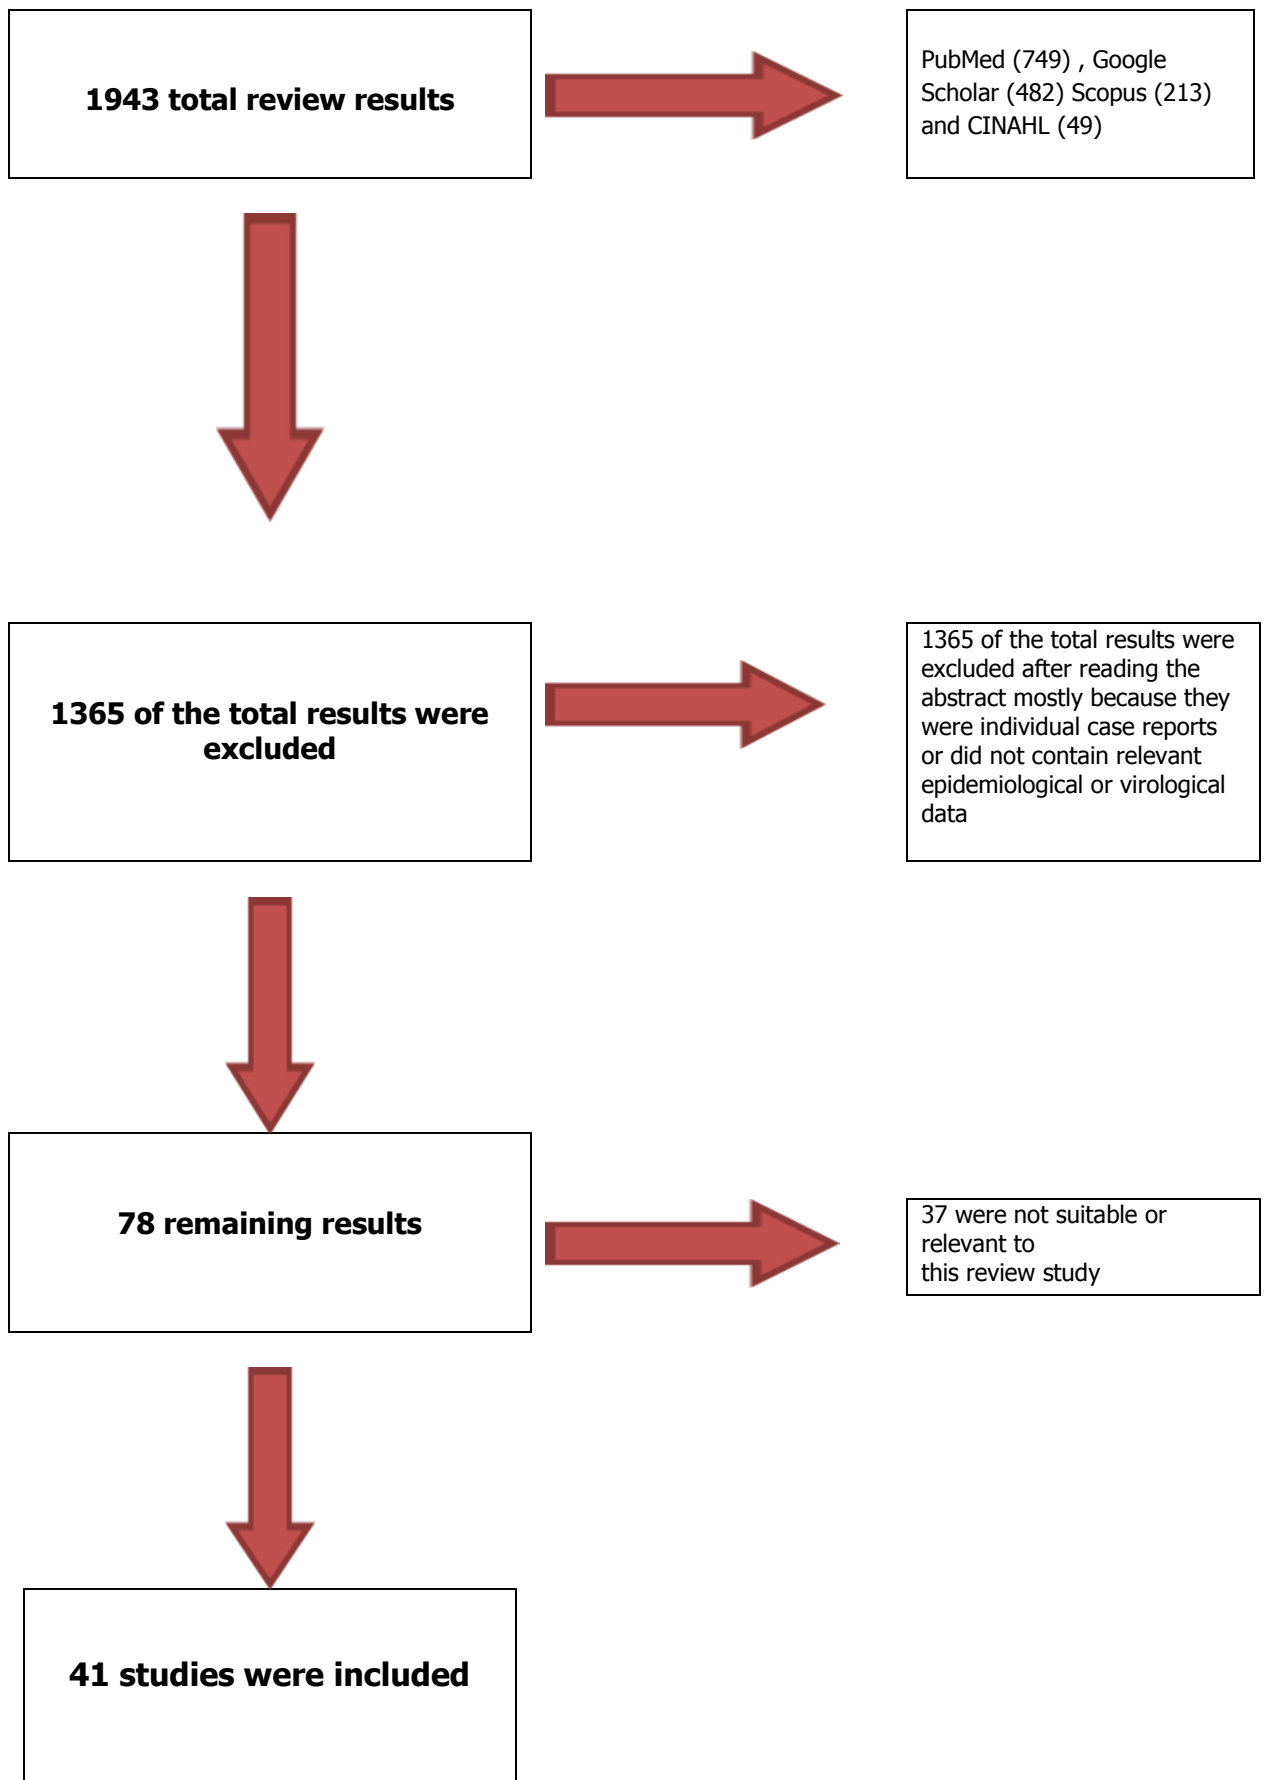 1943 total review results
PubMed (749) , Google
Scholar (482) Scopus (213)
and CINAHL (49)
1365 of the total results were
excluded
1365 of the total results were
excluded after reading the
abstract mostly because they
were individual case reports
or did not contain relevant
epidemiological or virological
data
78 remaining results
37 were not suitable or
relevant to
this review study
41 studies were included